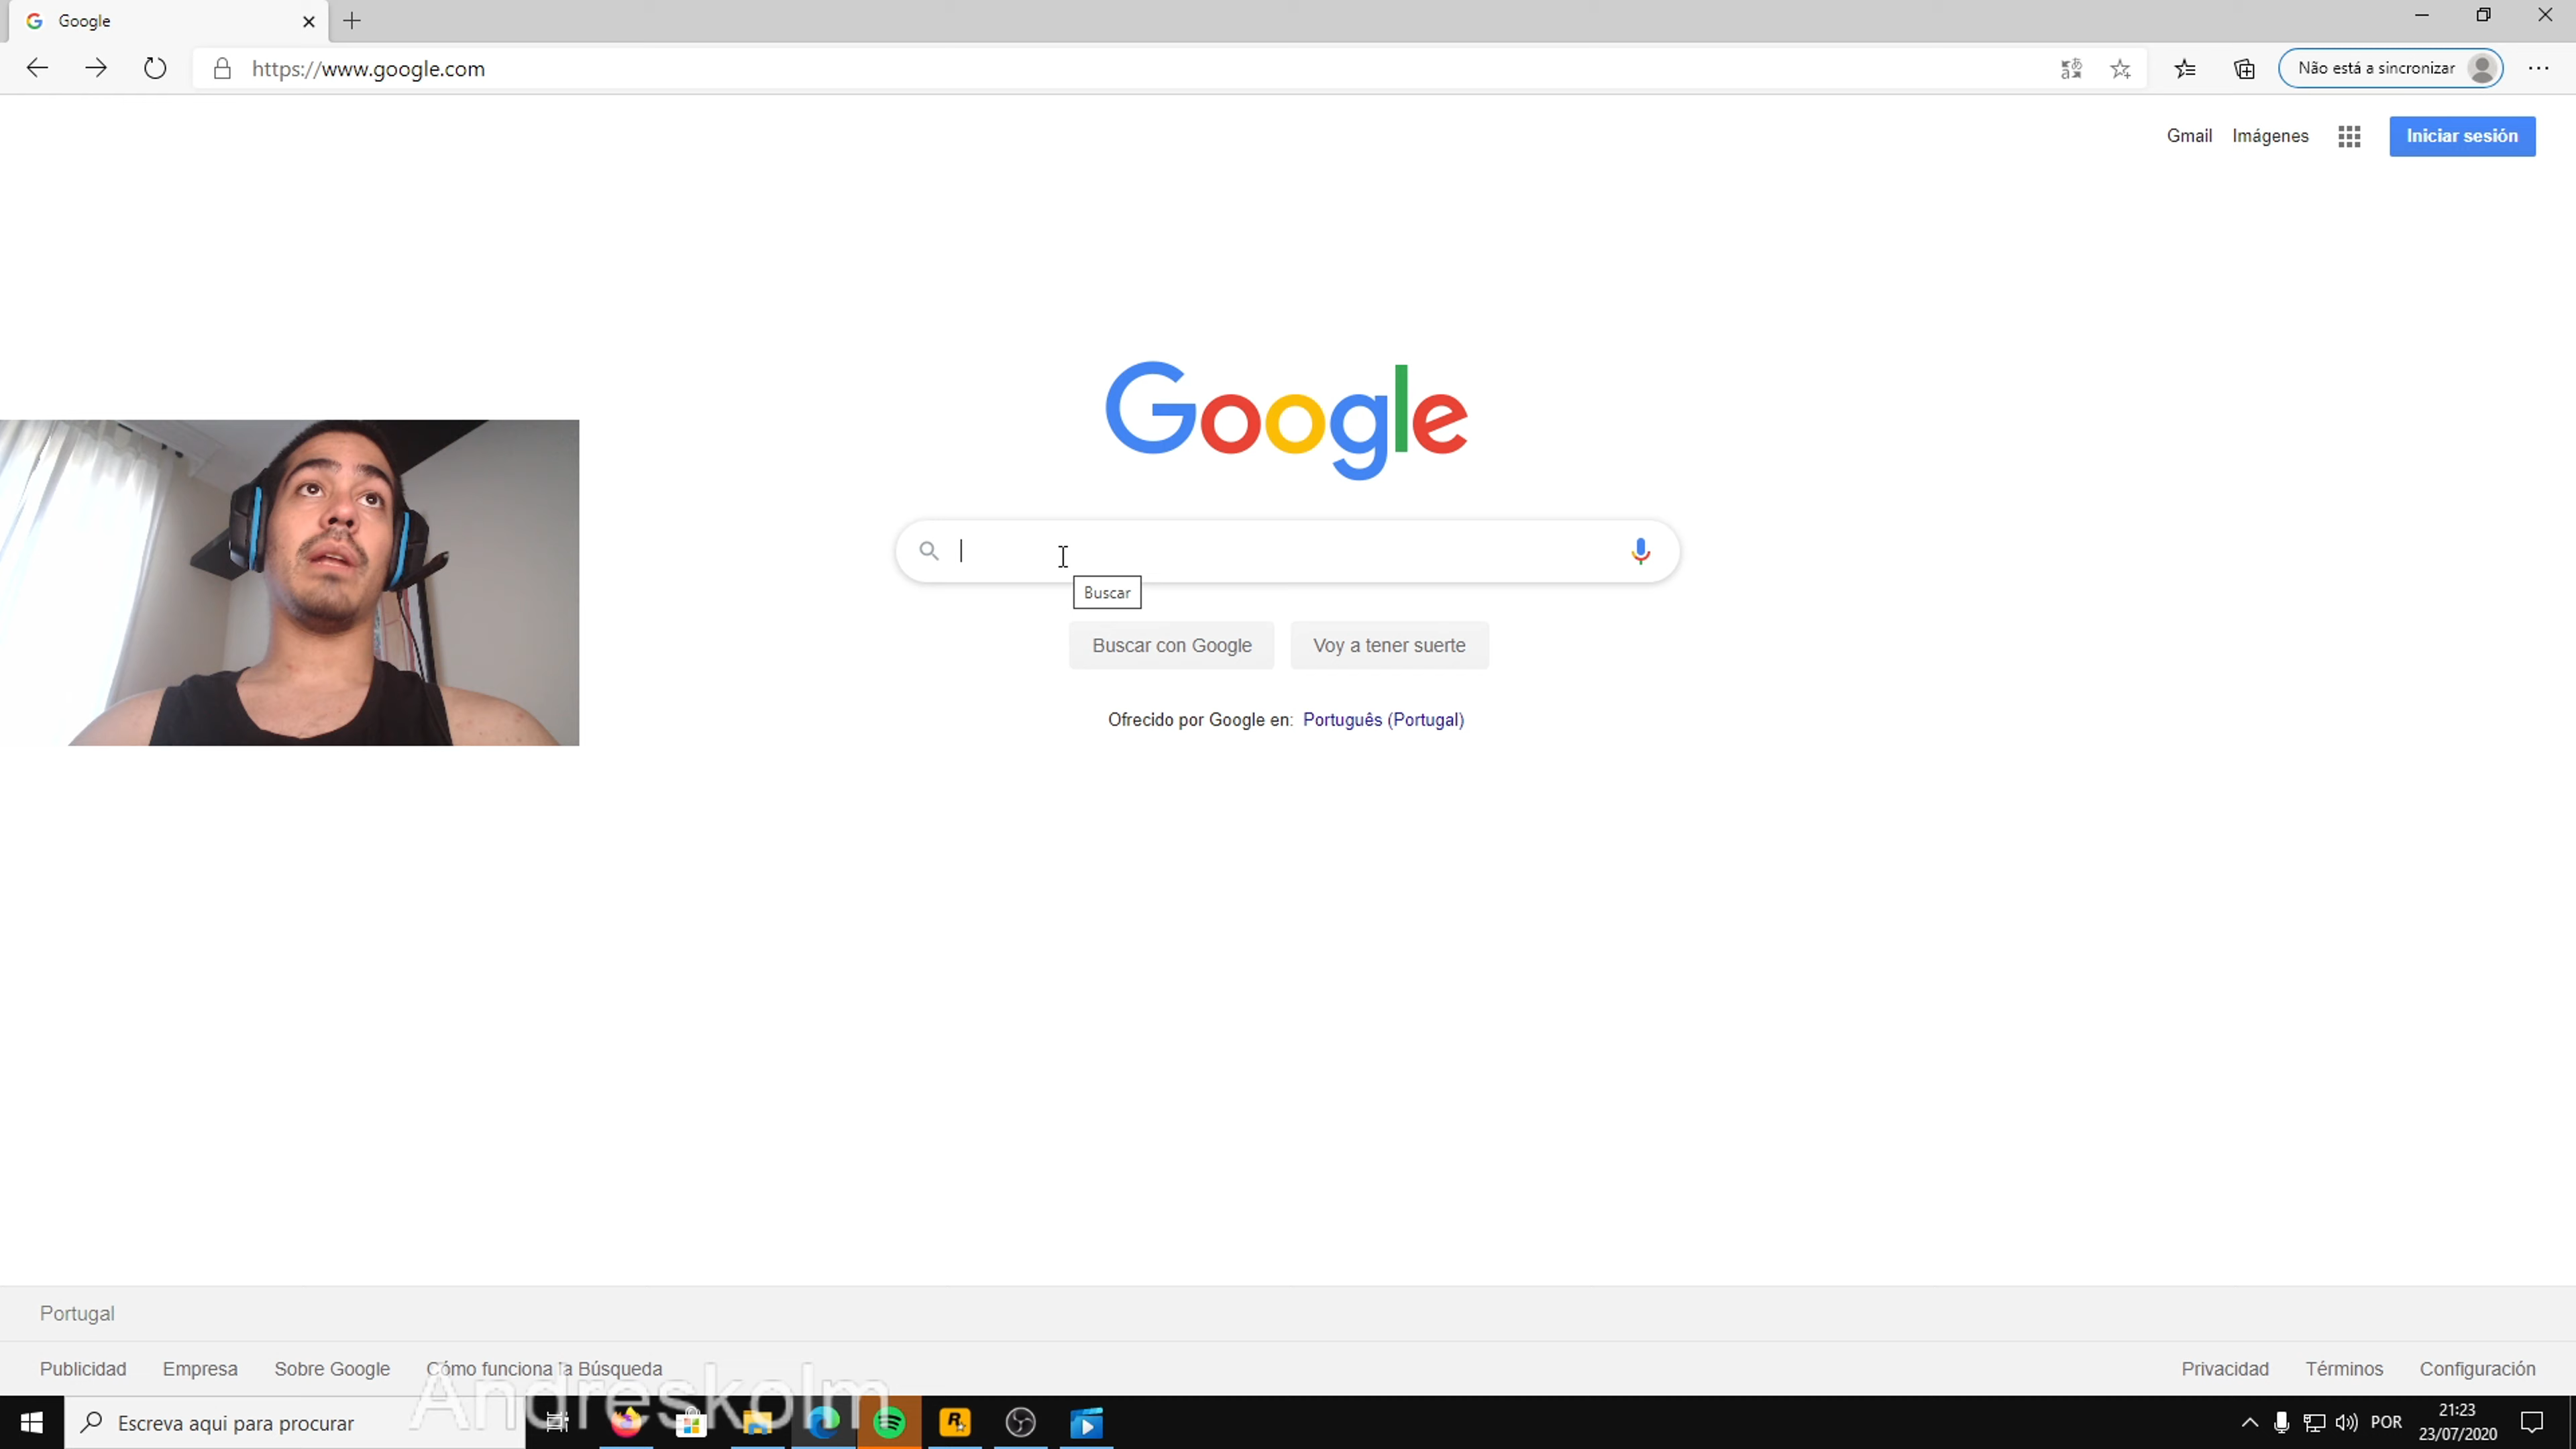 Google
https://www.google.com
Não está a sincronizar
Gmail Imágenes Iniciar sesión
Google
Buscar
Buscar con Google Voy a tener suerte
Ofrecido por Google en: Português (Portugal)
Portugal
Publicidad Empresa Sobre Google Cómo funciona la Búsqueda Privacidad Términos Configuración
Andreskolm
Escreva aqui para procurar
POR
21:23
23/07/2020